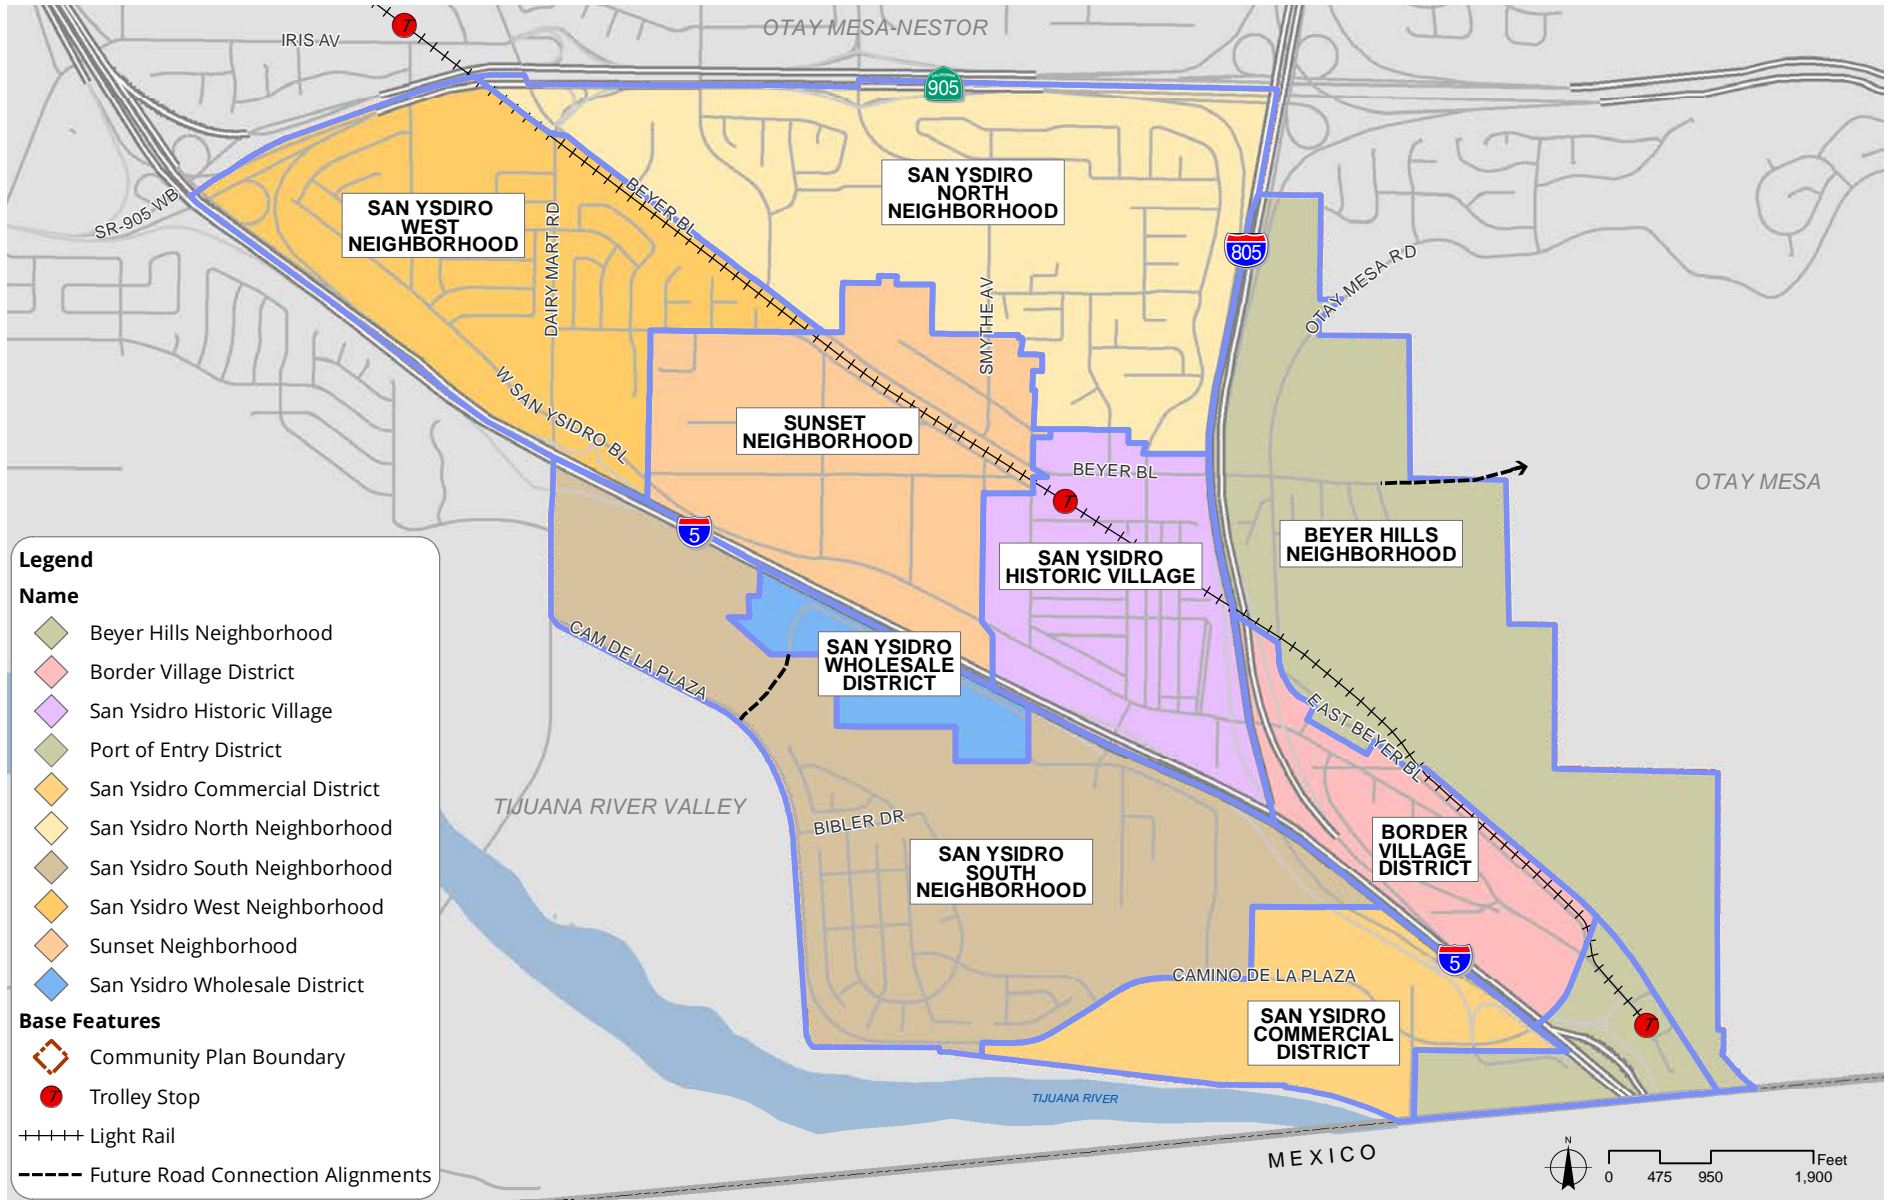 OTAY MESA-NESTOR
IRIS AV
CALIFORNIA
905
SAN YSDIRO
NORTH
NEIGHBORHOOD
SAN YSDIRO
WEST
NEIGHBORHOOD
SR-905 WB
BEYER BL
DAIRY MART RD
805
OTAY MESA RD
SMYTHE AV
W SAN YSIDRO BL
SUNSET
NEIGHBORHOOD
BEYER BL
OTAY MESA
5
BEYER HILLS
NEIGHBORHOOD
SAN YSIDRO
HISTORIC VILLAGE
CAM DE LA PLAZA
SAN YSIDRO
WHOLESALE
DISTRICT
EAST BEYER BL
TIJUANA RIVER VALLEY
BIBLER DR
BORDER
VILLAGE
DISTRICT
SAN YSIDRO
SOUTH
NEIGHBORHOOD
5
CAMINO DE LA PLAZA
SAN YSIDRO
COMMERCIAL
DISTRICT
TIJUANA RIVER
MEXICO
Legend
Name
Beyer Hills Neighborhood
Border Village District
San Ysidro Historic Village
Port of Entry District
San Ysidro Commercial District
San Ysidro North Neighborhood
San Ysidro South Neighborhood
San Ysidro West Neighborhood
Sunset Neighborhood
San Ysidro Wholesale District
Base Features
Community Plan Boundary
Trolley Stop
Light Rail
Future Road Connection Alignments
N
Feet
0 475 950 1,900